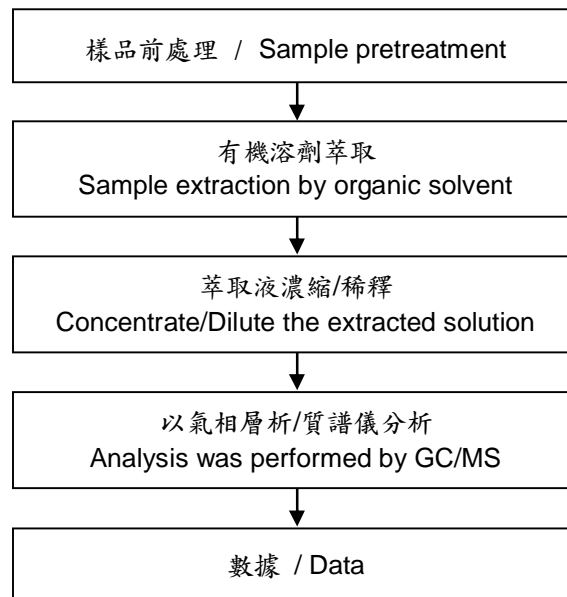 樣品前處理 / Sample pretreatment
有機溶劑萃取
Sample extraction by organic solvent
萃取液濃縮/稀釋
Concentrate/Dilute the extracted solution
以氣相層析/質譜儀分析
Analysis was performed by GC/MS
數據 / Data